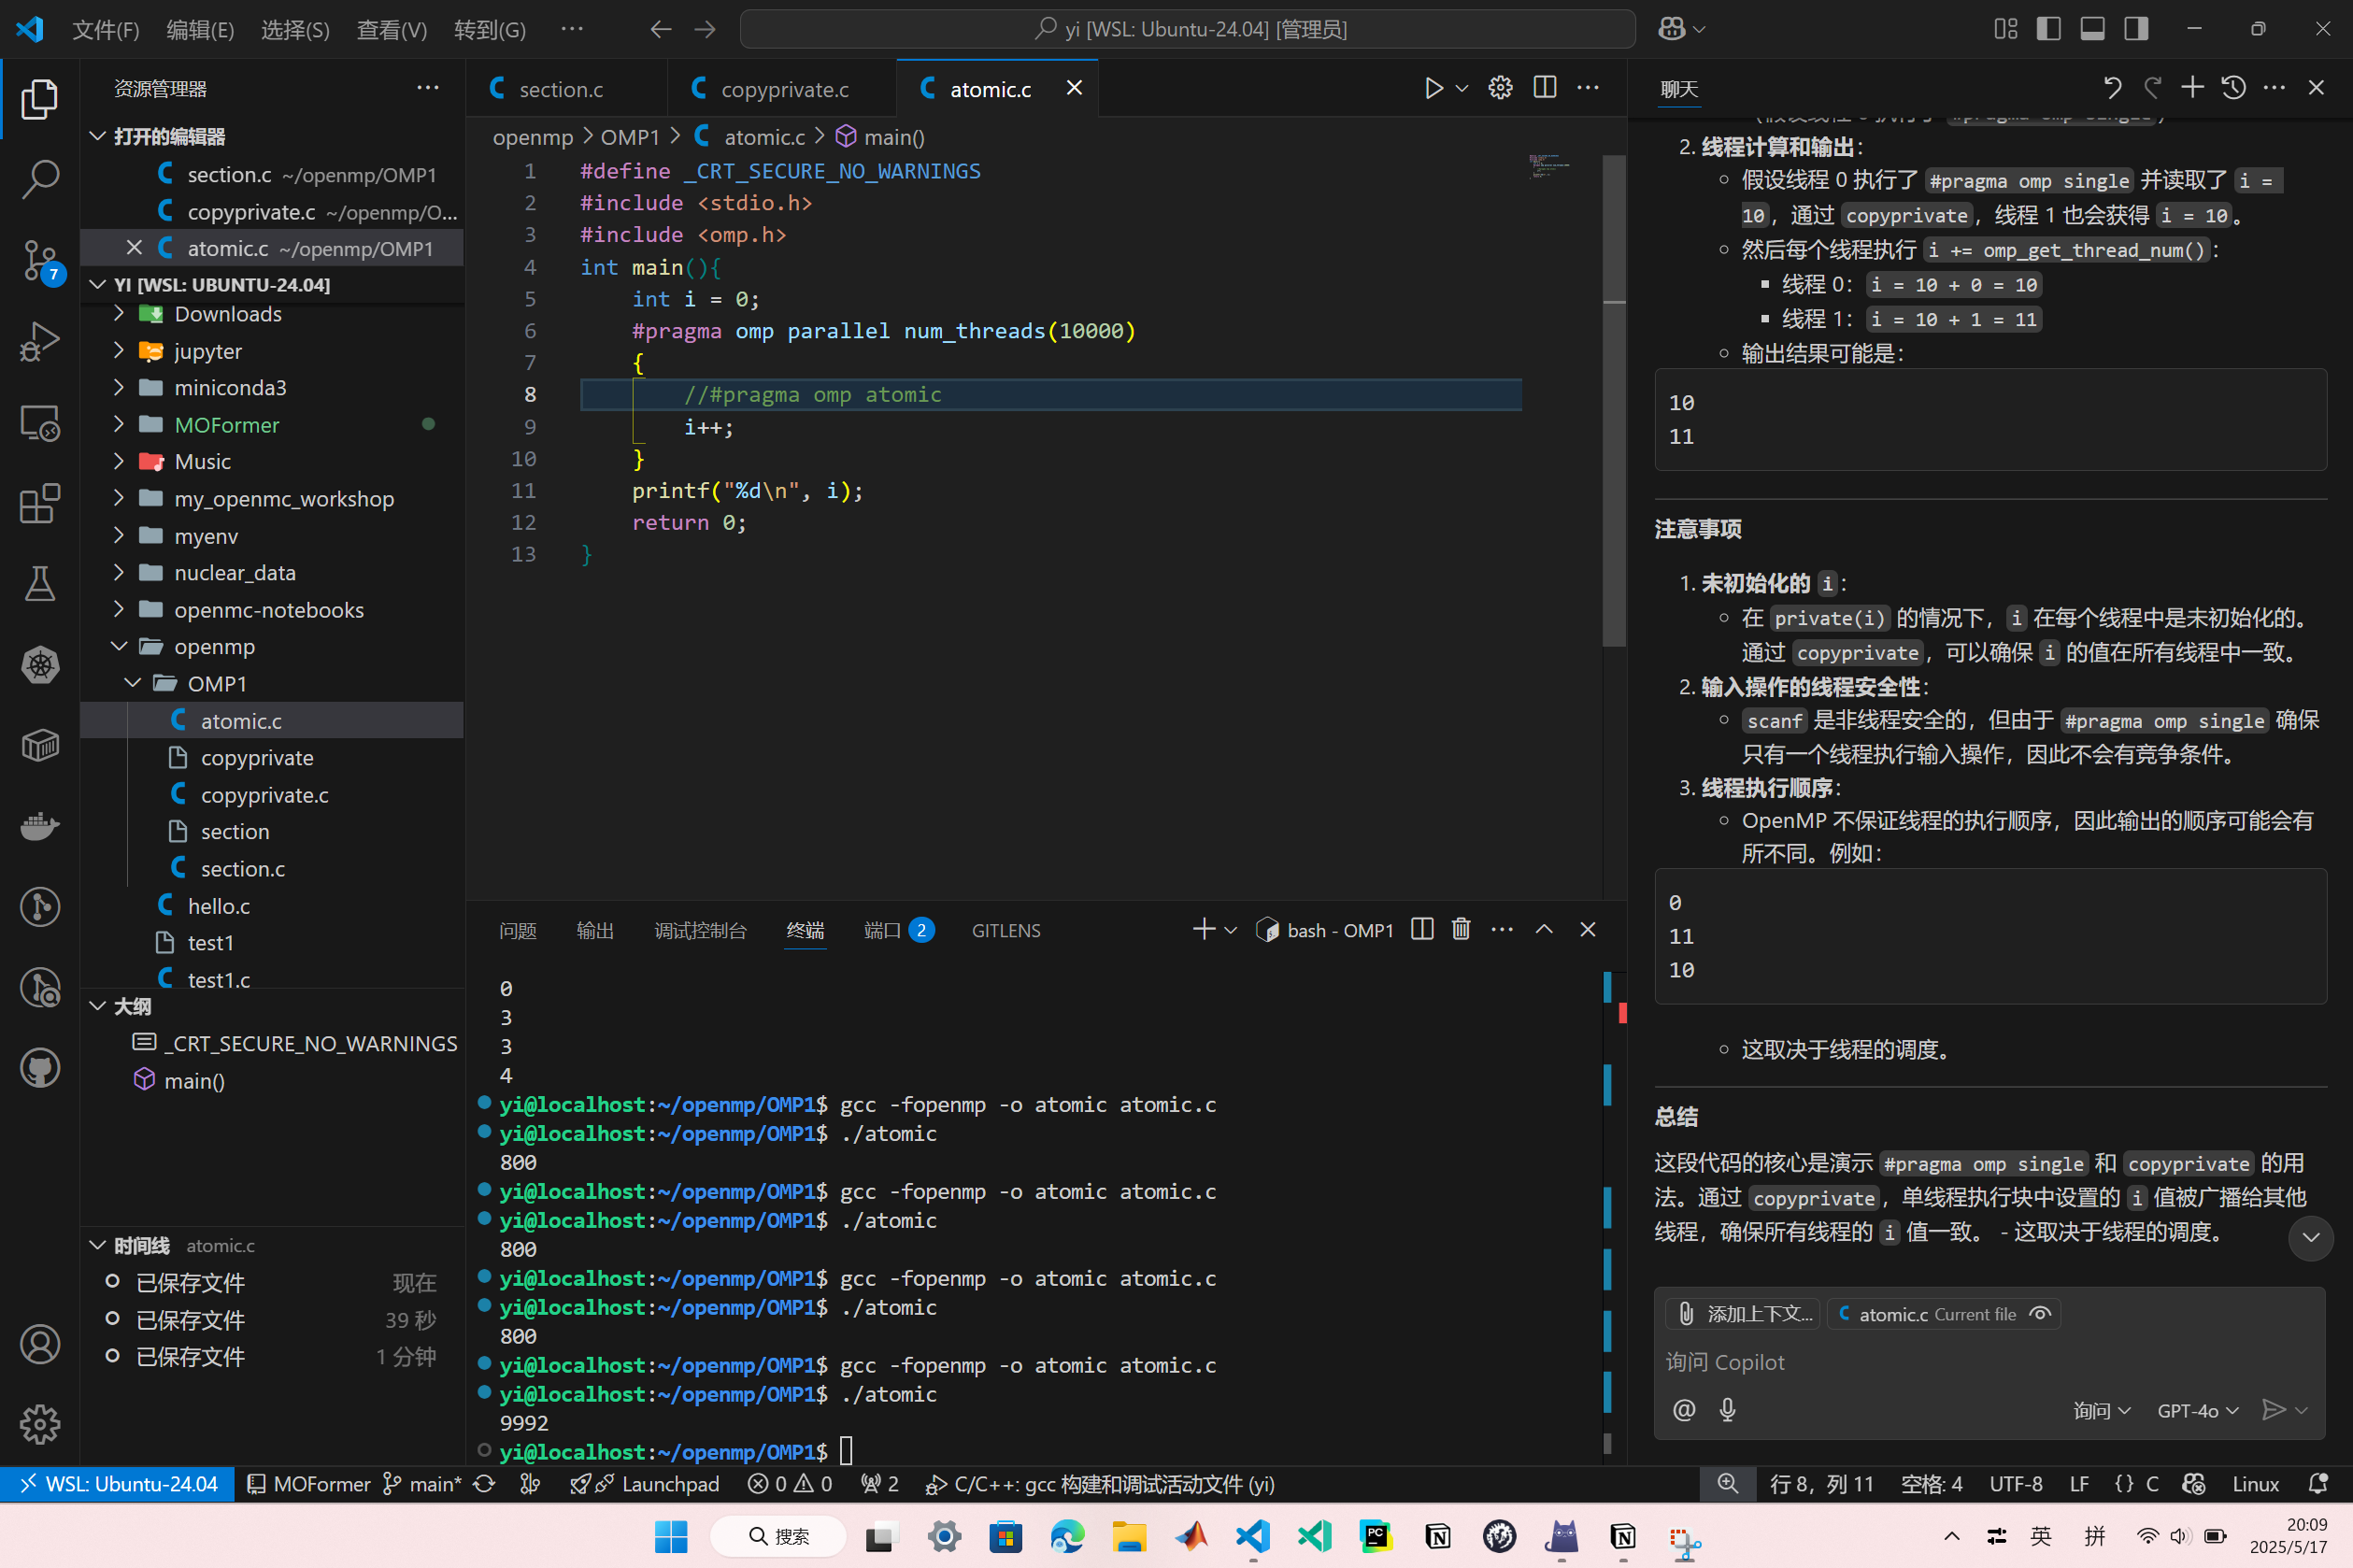 文件(F) 编辑(E) 选择(S) 查看(V) 转到(G) ···
yi [WSL: Ubuntu-24.04] [管理员]
资源管理器
打开的编辑器
section.c ~/openmp/OMP1
copyprivate.c ~/openmp/O...
atomic.c ~/openmp/OMP1
7
YI [WSL: UBUNTU-24.04]
Downloads
jupyter
miniconda3
MOFormer
Music
my_openmc_workshop
myenv
nuclear_data
openmc-notebooks
openmp
OMP1
atomic.c
copyprivate
copyprivate.c
section
section.c
hello.c
test1
test1.c
大纲
_CRT_SECURE_NO_WARNINGS
main()
时间线 atomic.c
已保存文件 现在
已保存文件 39 秒
已保存文件 1 分钟
section.c copyprivate.c atomic.c
openmp > OMP1 > atomic.c > main()
1 #define _CRT_SECURE_NO_WARNINGS
2 #include <stdio.h>
3 #include <omp.h>
4 int main(){
5 int i = 0;
6 #pragma omp parallel num_threads(10000)
7 {
8 //#pragma omp atomic
9 i++;
10 }
11 printf("%d\n", i);
12 return 0;
13 }
问题 输出 调试控制台 终端 端口 2 GITLENS
bash - OMP1
0
3
3
4
yi@localhost:~/openmp/OMP1$ gcc -fopenmp -o atomic atomic.c
yi@localhost:~/openmp/OMP1$ ./atomic
800
yi@localhost:~/openmp/OMP1$ gcc -fopenmp -o atomic atomic.c
yi@localhost:~/openmp/OMP1$ ./atomic
800
yi@localhost:~/openmp/OMP1$ gcc -fopenmp -o atomic atomic.c
yi@localhost:~/openmp/OMP1$ ./atomic
800
yi@localhost:~/openmp/OMP1$ gcc -fopenmp -o atomic atomic.c
yi@localhost:~/openmp/OMP1$ ./atomic
9992
yi@localhost:~/openmp/OMP1$
聊天
2. 线程计算和输出：
假设线程 0 执行了 #pragma omp single 并读取了 i =
10，通过 copyprivate，线程 1 也会获得 i = 10。
然后每个线程执行 i += omp_get_thread_num()：
线程 0：i = 10 + 0 = 10
线程 1：i = 10 + 1 = 11
输出结果可能是：
10
11
注意事项
1. 未初始化的 i：
在 private(i) 的情况下，i 在每个线程中是未初始化的。
通过 copyprivate，可以确保 i 的值在所有线程中一致。
2. 输入操作的线程安全性：
scanf 是非线程安全的，但由于 #pragma omp single 确保
只有一个线程执行输入操作，因此不会有竞争条件。
3. 线程执行顺序：
OpenMP 不保证线程的执行顺序，因此输出的顺序可能会有
所不同。例如：
0
11
10
这取决于线程的调度。
总结
这段代码的核心是演示 #pragma omp single 和 copyprivate 的用
法。通过 copyprivate，单线程执行块中设置的 i 值被广播给其他
线程，确保所有线程的 i 值一致。 - 这取决于线程的调度。
添加上下文... atomic.c Current file
询问 Copilot
询问 GPT-4o
WSL: Ubuntu-24.04 MOFormer main* Launchpad 0 0 2 C/C++: gcc 构建和调试活动文件 (yi)
行 8，列 11 空格: 4 UTF-8 LF {} C Linux
搜索
PC
英 拼
20:09
2025/5/17